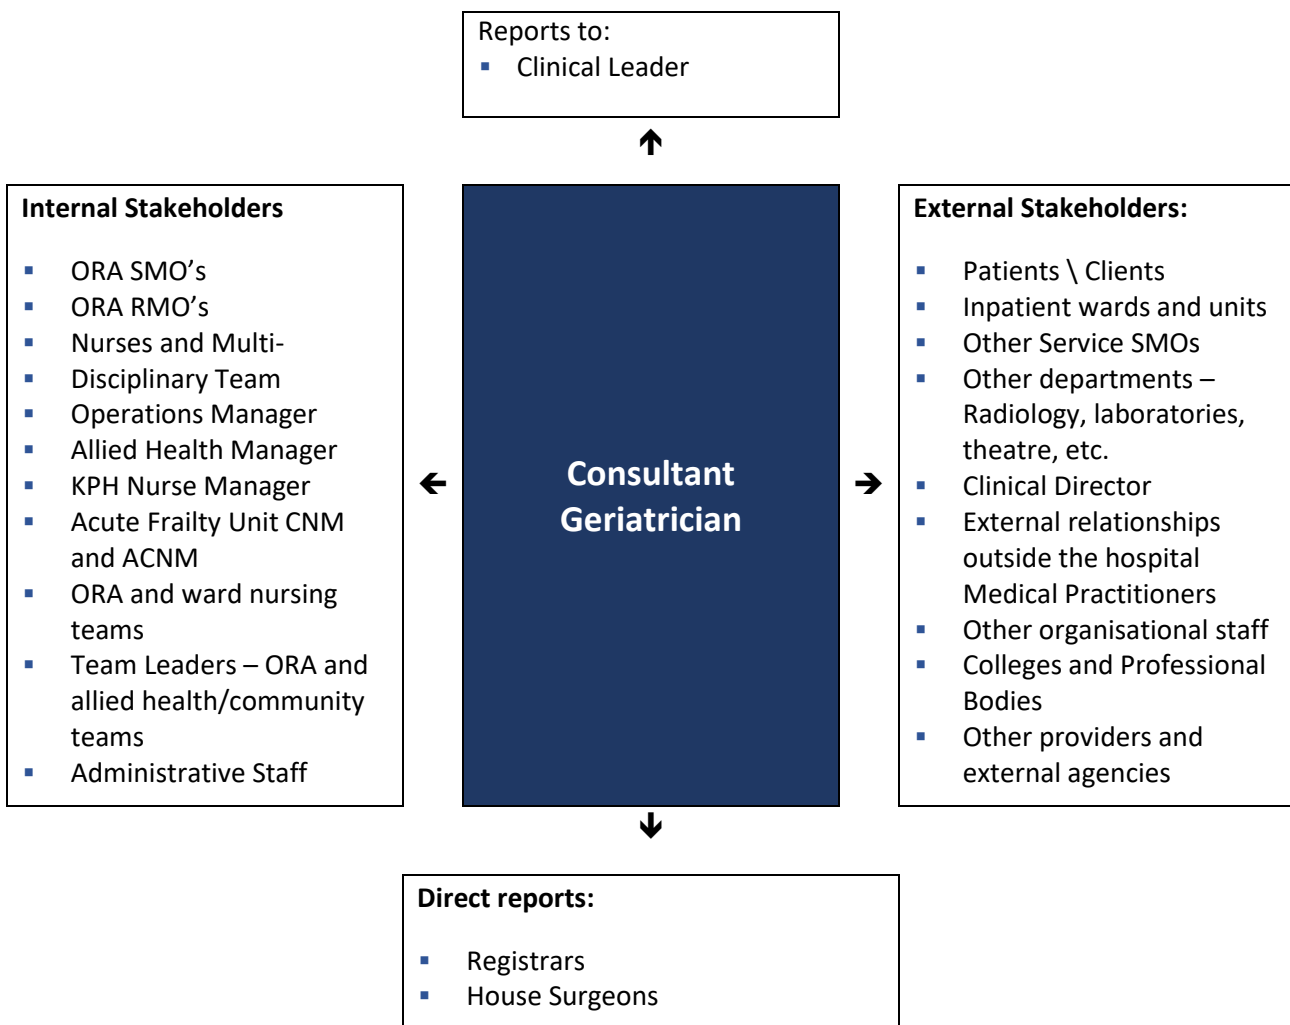 Reports to:
▪ Clinical Leader
Internal Stakeholders
▪ ORA SMO’s
▪ ORA RMO’s
▪ Nurses and Multi-
▪ Disciplinary Team
▪ Operations Manager
▪ Allied Health Manager
▪ KPH Nurse Manager
▪ Acute Frailty Unit CNM
and ACNM
▪ ORA and ward nursing
teams
▪ Team Leaders – ORA and
allied health/community
teams
▪ Administrative Staff
Consultant
Geriatrician
External Stakeholders:
▪ Patients \ Clients
▪ Inpatient wards and units
▪ Other Service SMOs
▪ Other departments –
Radiology, laboratories,
theatre, etc.
▪ Clinical Director
▪ External relationships
outside the hospital
Medical Practitioners
▪ Other organisational staff
▪ Colleges and Professional
Bodies
▪ Other providers and
external agencies
Direct reports:
▪ Registrars
▪ House Surgeons